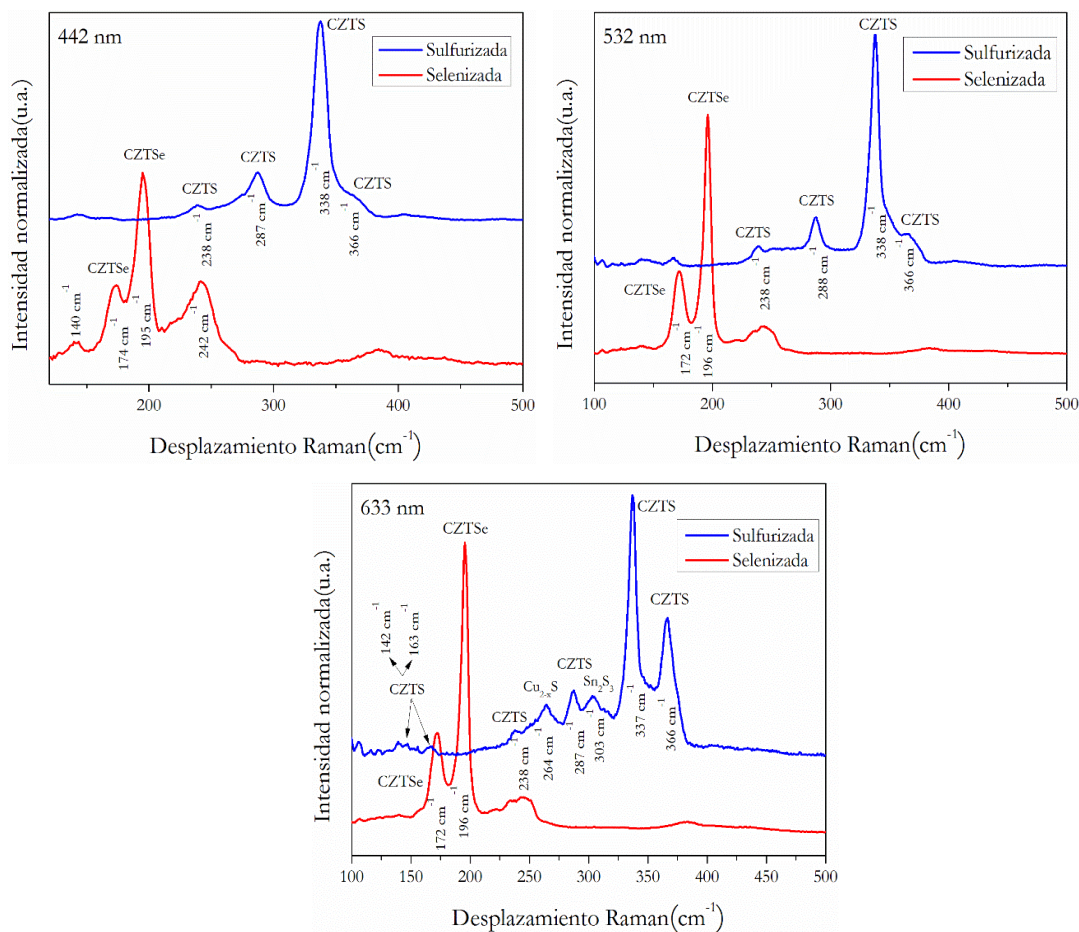 442 nm
CZTS
Sulfurizada
Selenizada
CZTSe
CZTS
CZTS
CZTS
CZTSe
140 cm⁻¹
174 cm⁻¹
195 cm⁻¹
242 cm⁻¹
238 cm⁻¹
287 cm⁻¹
338 cm⁻¹
366 cm⁻¹
Intensidad normalizada(u.a.)
200 300 400 500
Desplazamiento Raman(cm⁻¹)
532 nm
CZTS
Sulfurizada
Selenizada
CZTSe
CZTS
CZTS
CZTS
CZTSe
172 cm⁻¹
196 cm⁻¹
238 cm⁻¹
288 cm⁻¹
338 cm⁻¹
366 cm⁻¹
Intensidad normalizada(u.a.)
100 200 300 400 500
Desplazamiento Raman(cm⁻¹)
633 nm
CZTS
CZTSe
Sulfurizada
Selenizada
142 cm⁻¹
163 cm⁻¹
CZTS
CZTS
CZTS
Cu₂₋ₓS
Sn₂S₃
CZTS
CZTSe
172 cm⁻¹
196 cm⁻¹
238 cm⁻¹
264 cm⁻¹
287 cm⁻¹
303 cm⁻¹
337 cm⁻¹
366 cm⁻¹
Intensidad normalizada(u.a.)
100 150 200 250 300 350 400 450 500
Desplazamiento Raman(cm⁻¹)